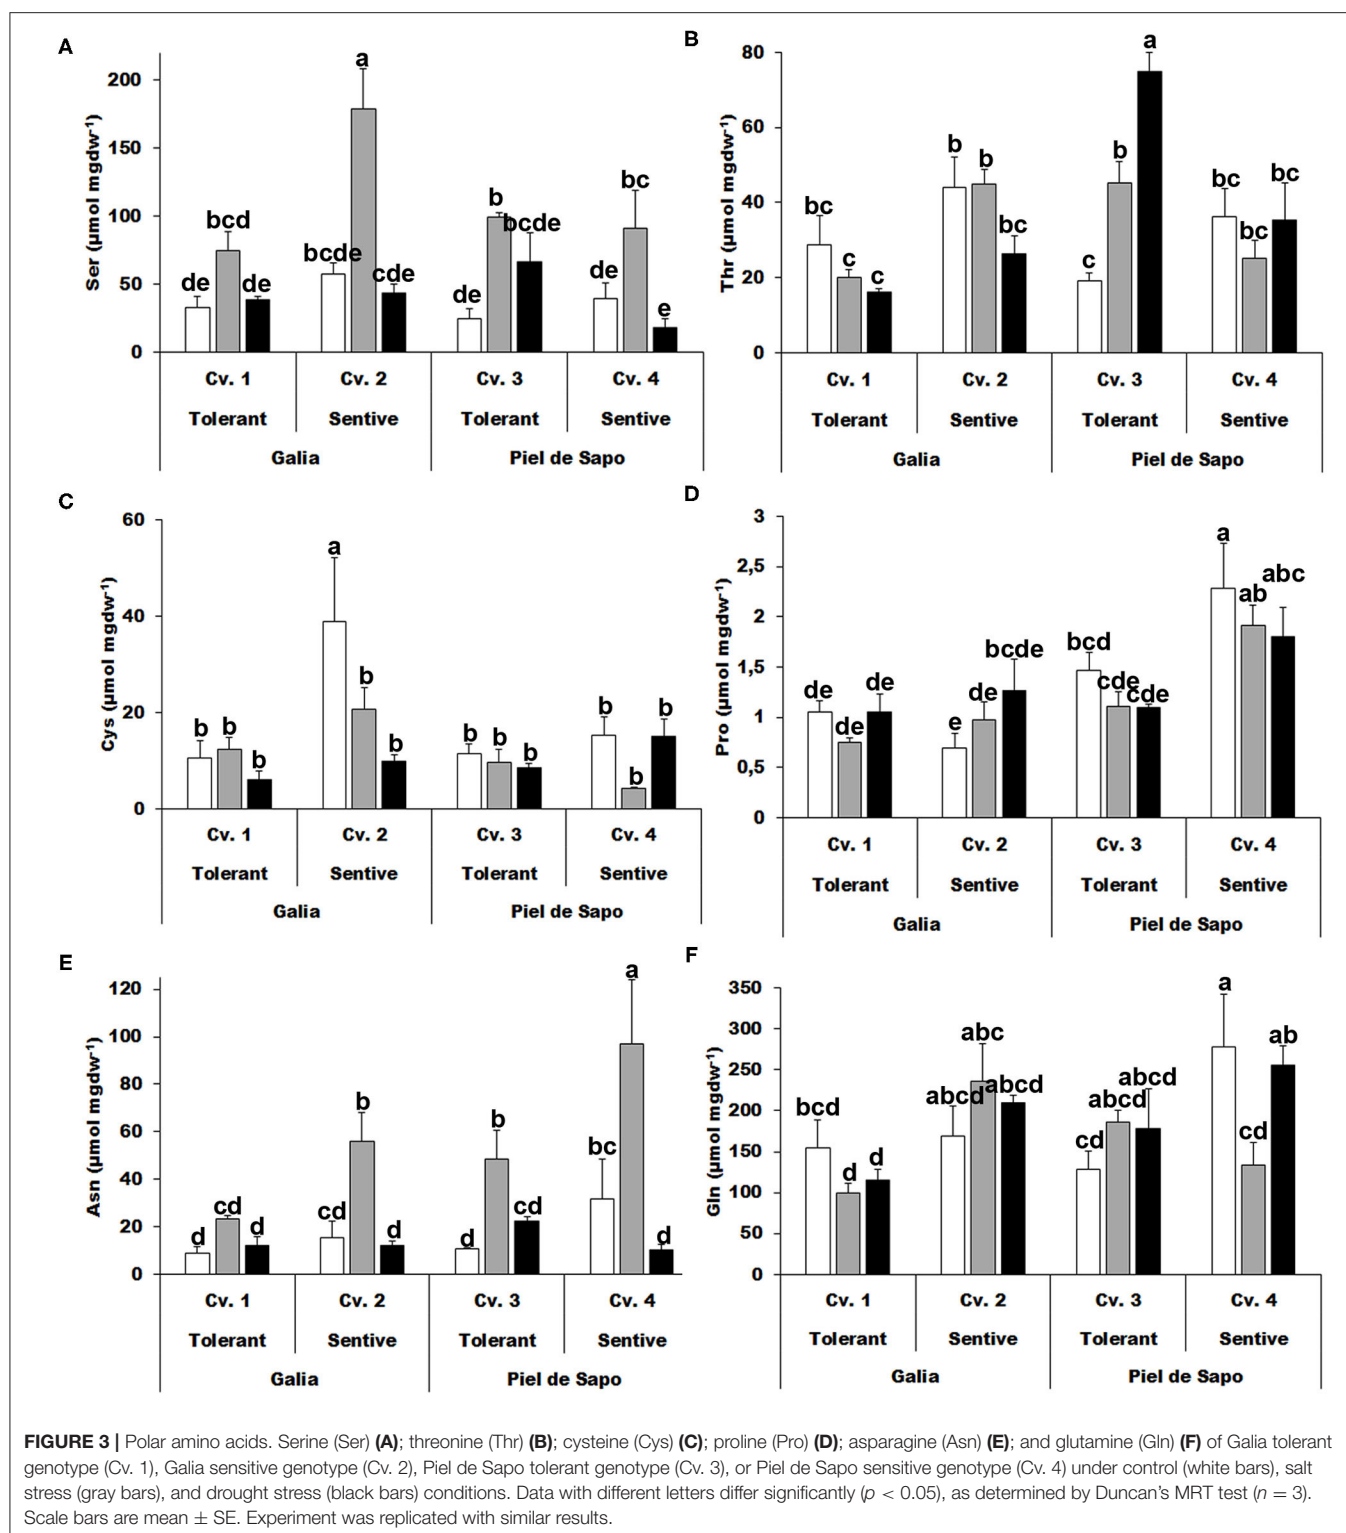 A
Ser (µmol mgdw-1)
200
150
100
50
0
de
bcd
de
bcde
a
cde
de
b
bcde
de
bc
e
Cv. 1
Cv. 2
Cv. 3
Cv. 4
Tolerant
Sentive
Tolerant
Sentive
Galia
Piel de Sapo
B
Thr (µmol mgdw-1)
80
60
40
20
0
bc
c
c
b
b
bc
c
b
a
bc
bc
bc
Cv. 1
Cv. 2
Cv. 3
Cv. 4
Tolerant
Sentive
Tolerant
Sentive
Galia
Piel de Sapo
C
Cys (µmol mgdw-1)
60
40
20
0
b
b
b
a
b
b
b
b
b
b
b
b
Cv. 1
Cv. 2
Cv. 3
Cv. 4
Tolerant
Sentive
Tolerant
Sentive
Galia
Piel de Sapo
D
Pro (µmol mgdw-1)
3
2,5
2
1,5
1
0,5
0
de
de
de
e
de
bcde
bcd
cde
cde
a
ab
abc
Cv. 1
Cv. 2
Cv. 3
Cv. 4
Tolerant
Sentive
Tolerant
Sentive
Galia
Piel de Sapo
E
Asn (µmol mgdw-1)
120
100
80
60
40
20
0
d
cd
d
cd
b
d
d
b
cd
bc
a
d
Cv. 1
Cv. 2
Cv. 3
Cv. 4
Tolerant
Sentive
Tolerant
Sentive
Galia
Piel de Sapo
F
Gln (µmol mgdw-1)
350
300
250
200
150
100
50
0
bcd
d
d
abcd
abc
abcd
cd
abcd
abcd
a
cd
ab
Cv. 1
Cv. 2
Cv. 3
Cv. 4
Tolerant
Sentive
Tolerant
Sentive
Galia
Piel de Sapo
FIGURE 3 | Polar amino acids. Serine (Ser) (A); threonine (Thr) (B); cysteine (Cys) (C); proline (Pro) (D); asparagine (Asn) (E); and glutamine (Gln) (F) of Galia tolerant
genotype (Cv. 1), Galia sensitive genotype (Cv. 2), Piel de Sapo tolerant genotype (Cv. 3), or Piel de Sapo sensitive genotype (Cv. 4) under control (white bars), salt
stress (gray bars), and drought stress (black bars) conditions. Data with different letters differ significantly (p < 0.05), as determined by Duncan's MRT test (n = 3).
Scale bars are mean ± SE. Experiment was replicated with similar results.